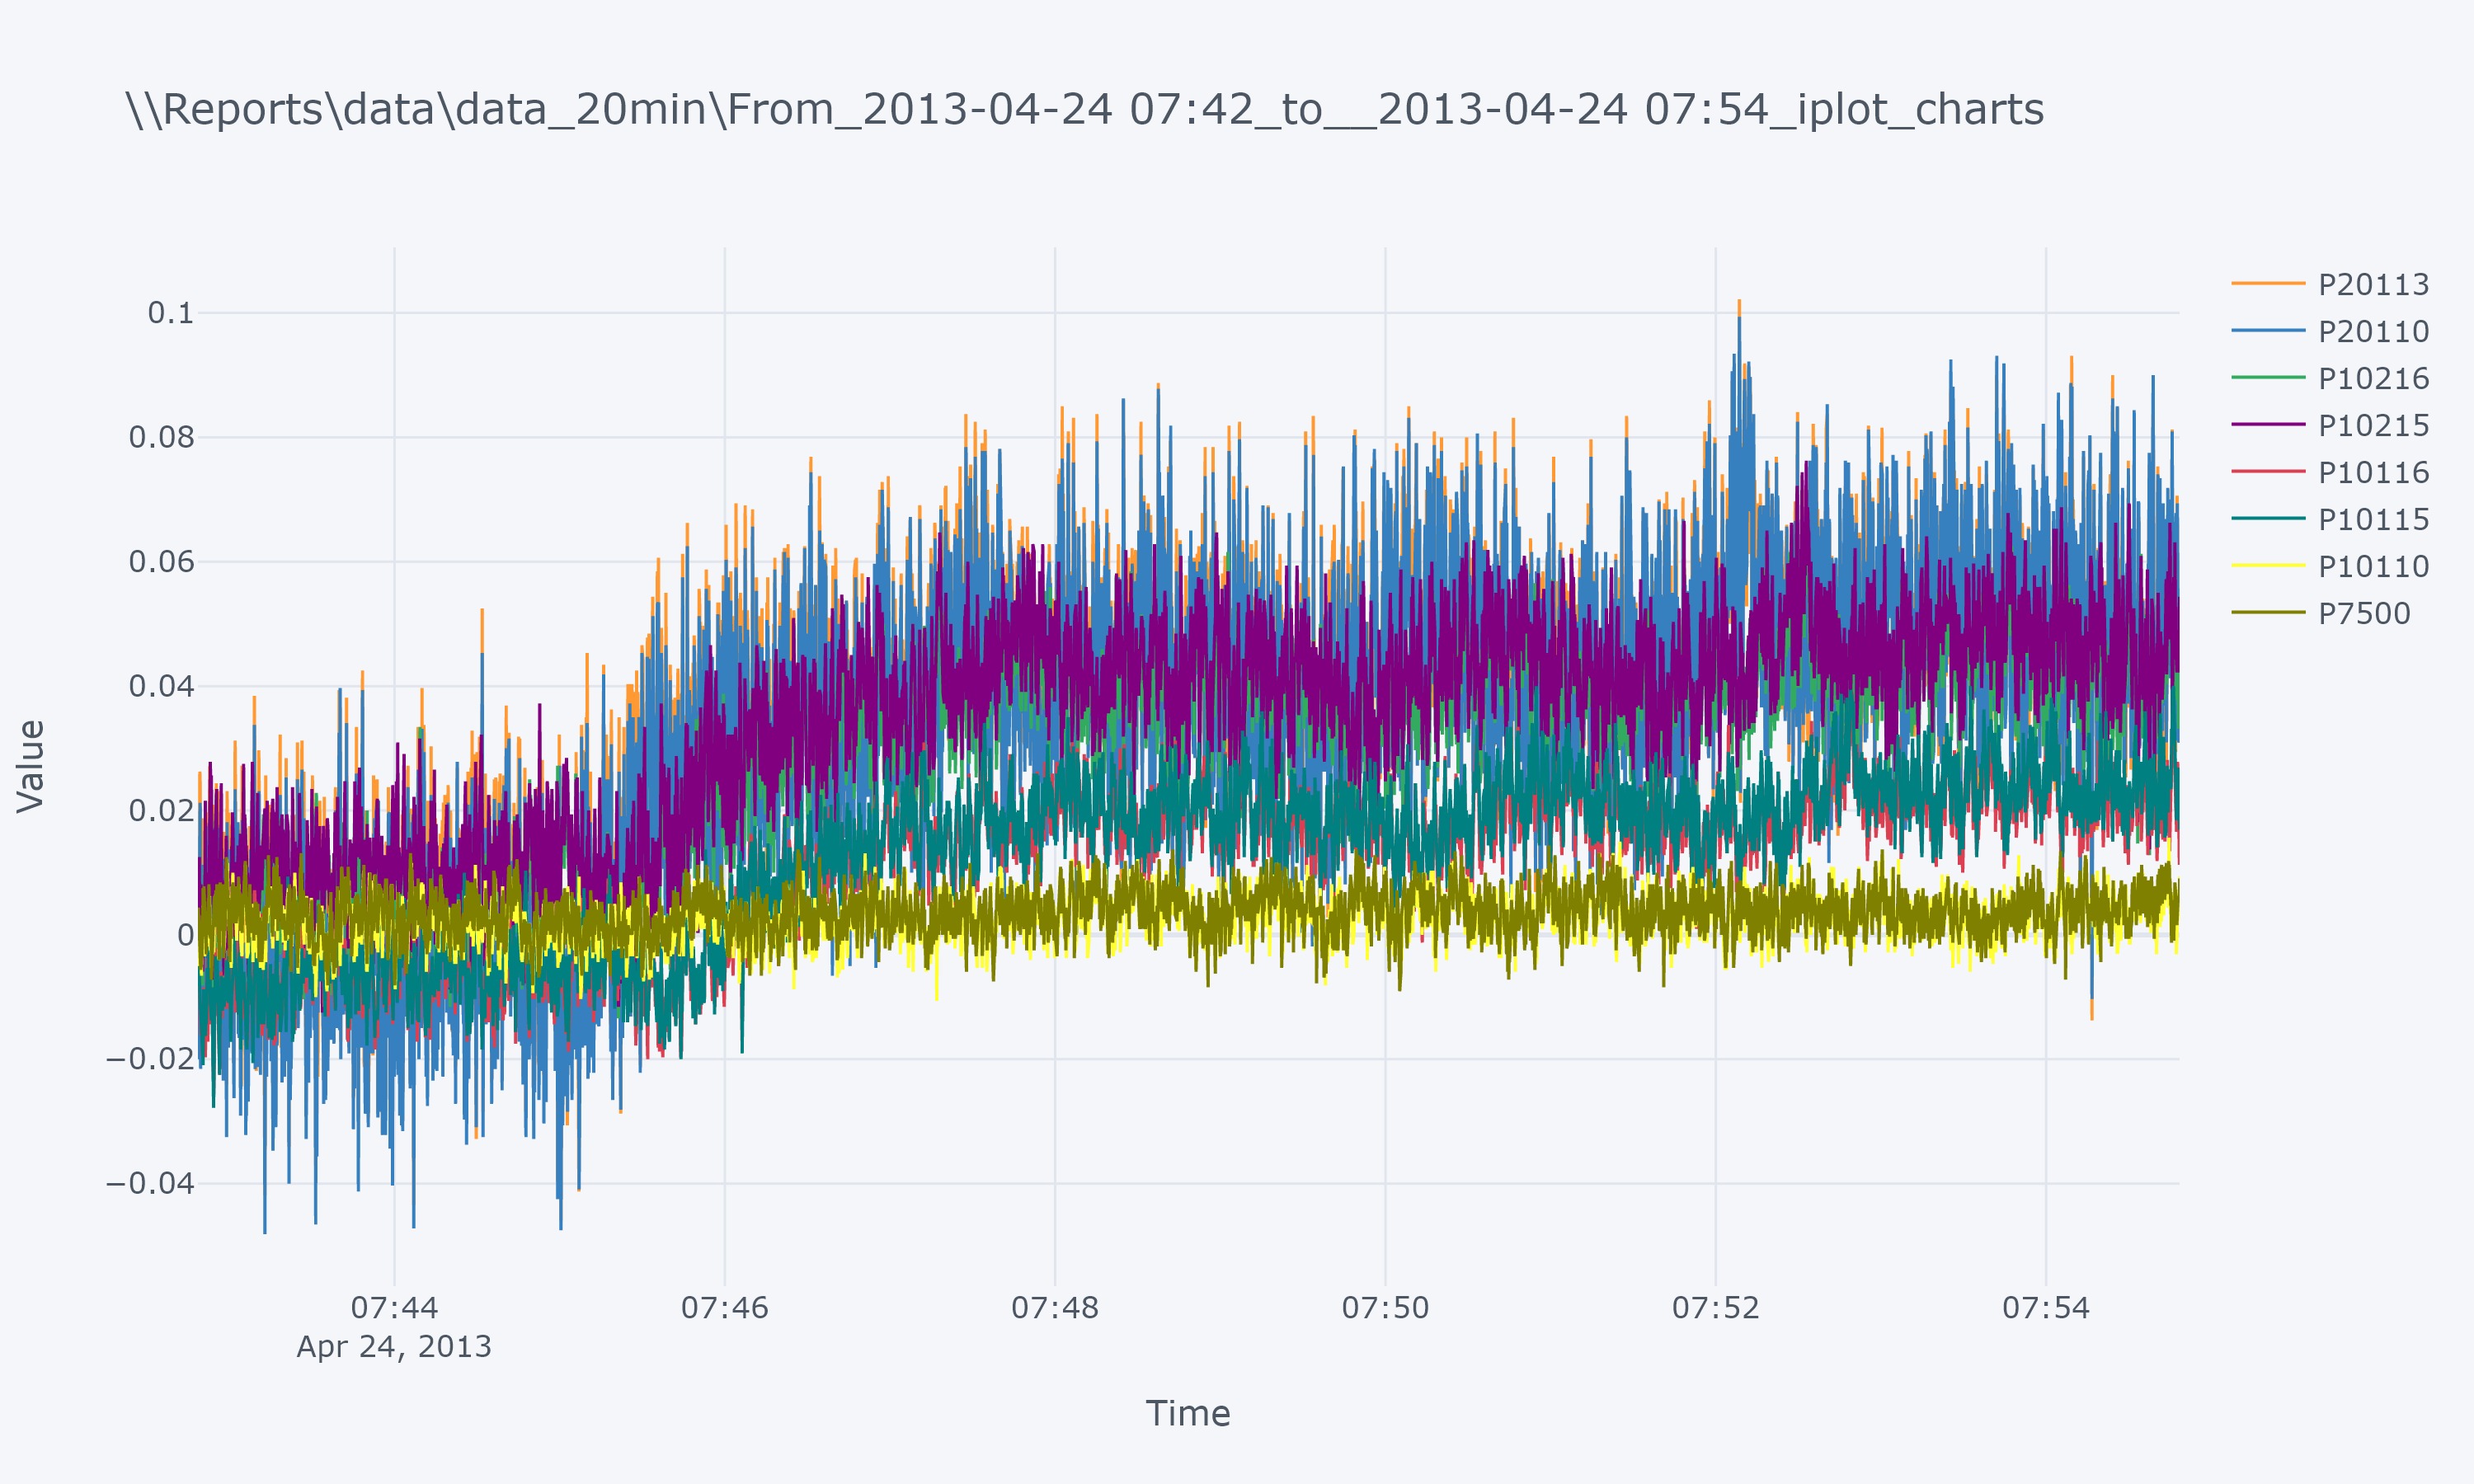 \\Reports\data\data_20min\From_2013-04-24 07:42_to__2013-04-24 07:54_iplot_charts
0.1
0.08
0.06
0.04
0.02
0
−0.02
−0.04
Value
07:44
Apr 24, 2013
07:46
07:48
07:50
07:52
07:54
Time
P20113
P20110
P10216
P10215
P10116
P10115
P10110
P7500